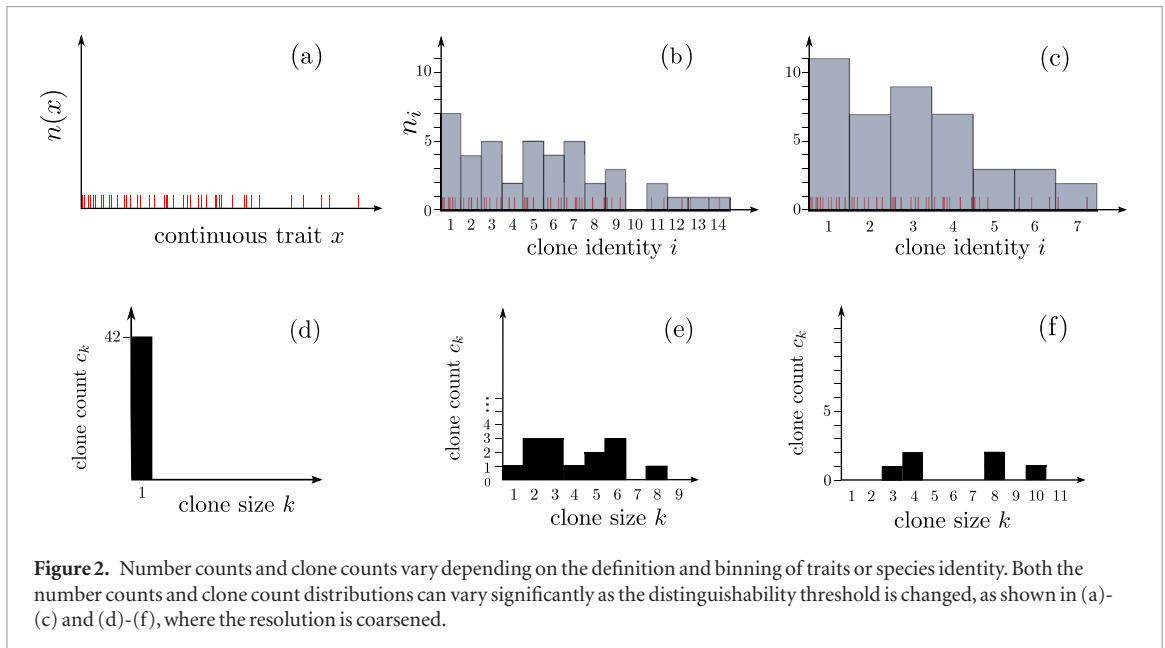 (a)
n(x)
continuous trait x
(b)
n_i
10
5
0
1 2 3 4 5 6 7 8 9 10 11 12 13 14
clone identity i
(c)
10
5
0
1 2 3 4 5 6 7
clone identity i
(d)
42
clone count c_k
1
clone size k
(e)
clone count c_k
...
4
3
2
1
0
1 2 3 4 5 6 7 8 9
clone size k
(f)
clone count c_k
5
0
1 2 3 4 5 6 7 8 9 10 11
clone size k
Figure 2. Number counts and clone counts vary depending on the definition and binning of traits or species identity. Both the
number counts and clone count distributions can vary significantly as the distinguishability threshold is changed, as shown in (a)-
(c) and (d)-(f), where the resolution is coarsened.